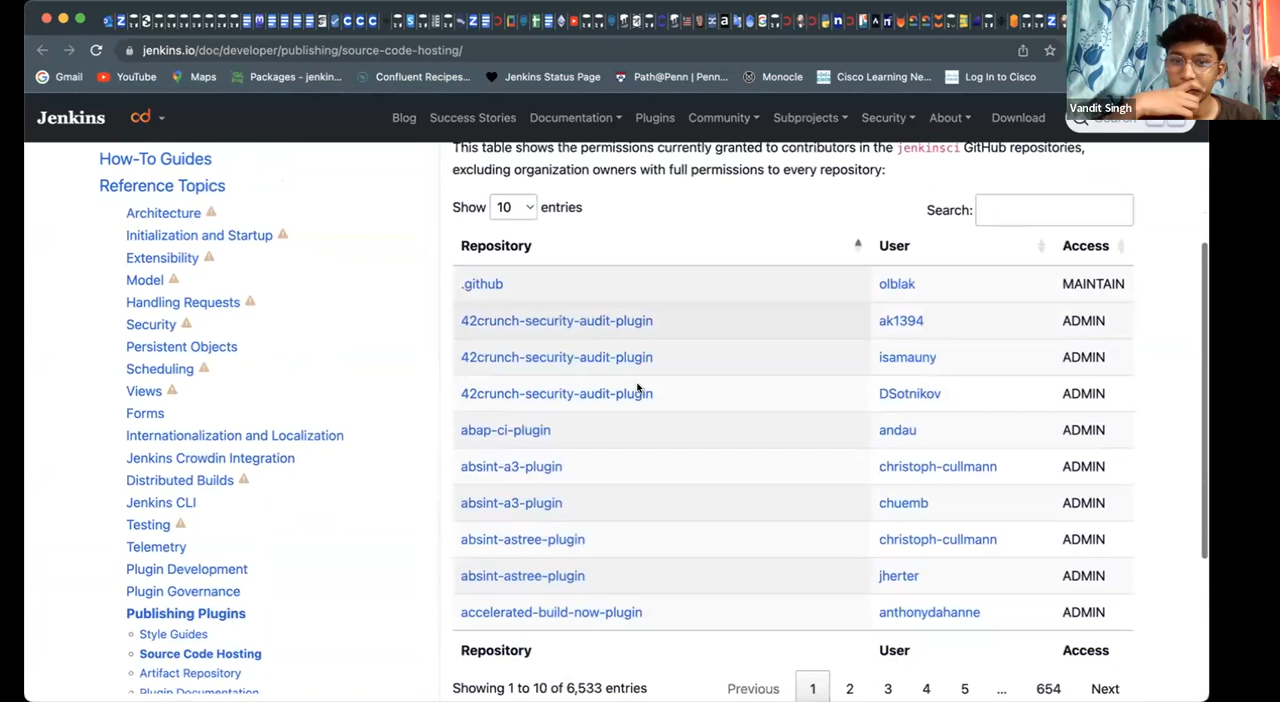 jenkins.io/doc/developer/publishing/source-code-hosting/
Gmail YouTube Maps Packages - jenkin... Confluent Recipes... Jenkins Status Page Path@Penn | Penn... Monocle Cisco Learning Ne... Log In to Cisco
Vandit Singh
Jenkins cd Blog Success Stories Documentation Plugins Community Subprojects Security About Download Search
How-To Guides
Reference Topics
Architecture
Initialization and Startup
Extensibility
Model
Handling Requests
Security
Persistent Objects
Scheduling
Views
Forms
Internationalization and Localization
Jenkins Crowdin Integration
Distributed Builds
Jenkins CLI
Testing
Telemetry
Plugin Development
Plugin Governance
Publishing Plugins
Style Guides
Source Code Hosting
Artifact Repository
Plugin Documentation
This table shows the permissions currently granted to contributors in the jenkinsci GitHub repositories,
excluding organization owners with full permissions to every repository:
Show 10 entries Search:
Repository User Access
.github olblak MAINTAIN
42crunch-security-audit-plugin ak1394 ADMIN
42crunch-security-audit-plugin isamauny ADMIN
42crunch-security-audit-plugin DSotnikov ADMIN
abap-ci-plugin andau ADMIN
absint-a3-plugin christoph-cullmann ADMIN
absint-a3-plugin chuemb ADMIN
absint-astree-plugin christoph-cullmann ADMIN
absint-astree-plugin jherter ADMIN
accelerated-build-now-plugin anthonydahanne ADMIN
Repository User Access
Showing 1 to 10 of 6,533 entries Previous 1 2 3 4 5 ... 654 Next